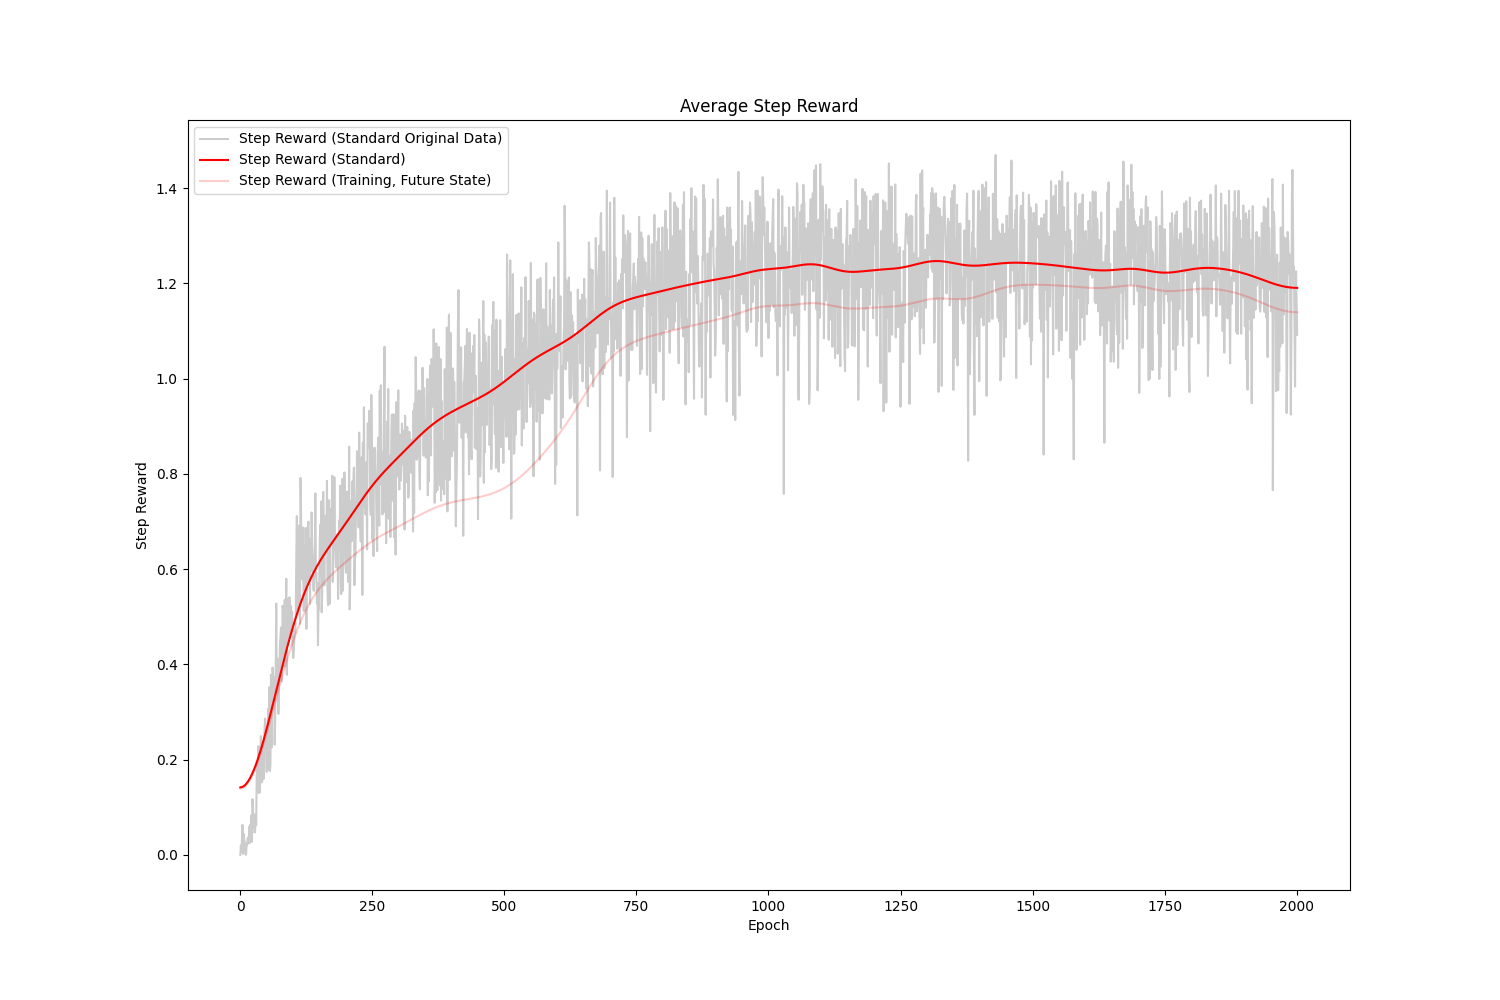 Average Step Reward
Step Reward (Standard Original Data)
Step Reward (Standard)
Step Reward (Training, Future State)
Step Reward
1.4
1.2
1.0
0.8
0.6
0.4
0.2
0.0
0 250 500 750 1000 1250 1500 1750 2000
Epoch